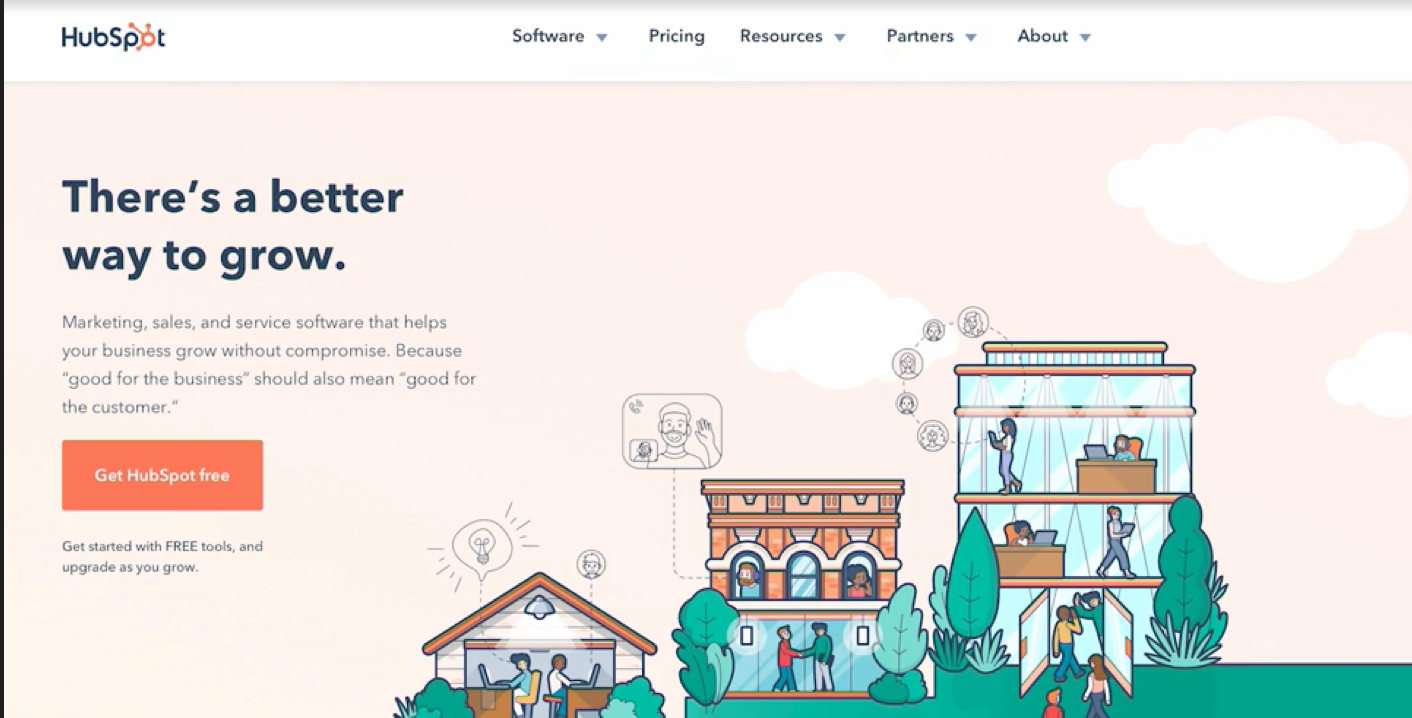 HubSpot
Software Pricing Resources Partners About
There's a better
way to grow.
Marketing, sales, and service software that helps
your business grow without compromise. Because
"good for the business" should also mean "good for
the customer."
Get HubSpot free
Get started with FREE tools, and
upgrade as you grow.